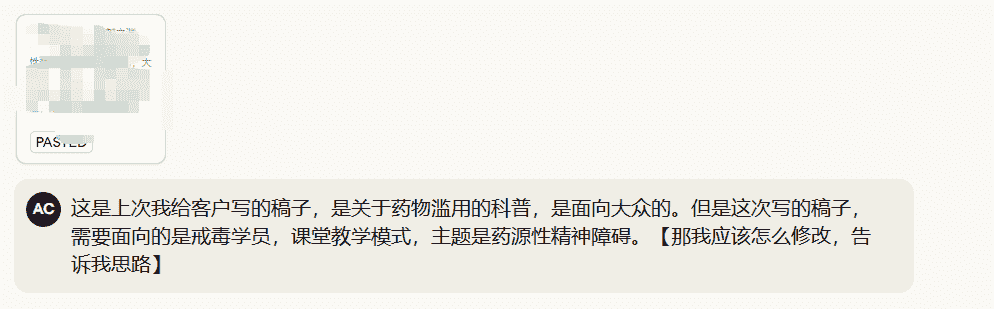 PASTED
AC
这是上次我给客户写的稿子，是关于药物滥用的科普，是面向大众的。但是这次写的稿子，
需要面向的是戒毒学员，课堂教学模式，主题是药源性精神障碍。【那我应该怎么修改，告
诉我思路】